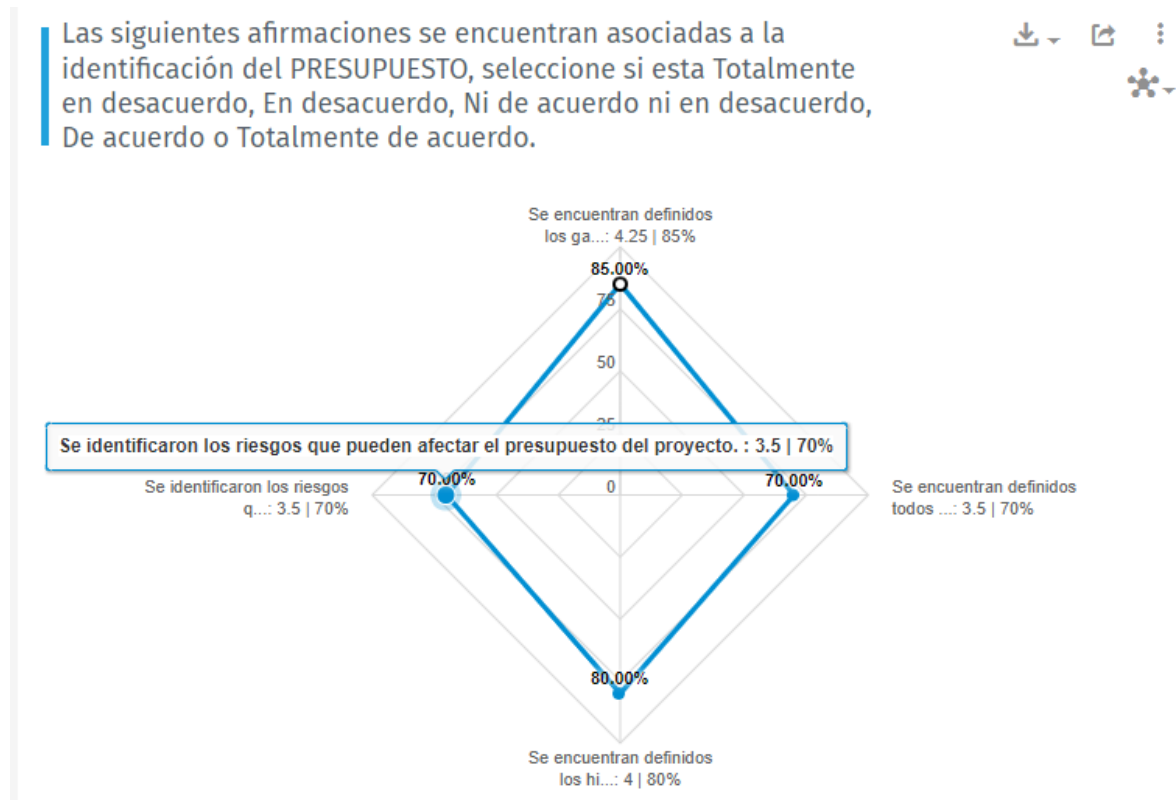 Las siguientes afirmaciones se encuentran asociadas a la
identificación del PRESUPUESTO, seleccione si esta Totalmente
en desacuerdo, En desacuerdo, Ni de acuerdo ni en desacuerdo,
De acuerdo o Totalmente de acuerdo.
Se encuentran definidos
los ga...: 4.25 | 85%
85.00%
75
50
25
Se identificaron los riesgos que pueden afectar el presupuesto del proyecto. : 3.5 | 70%
70.00%
70.00%
0
Se identificaron los riesgos
q...: 3.5 | 70%
Se encuentran definidos
todos ...: 3.5 | 70%
80.00%
Se encuentran definidos
los hi...: 4 | 80%